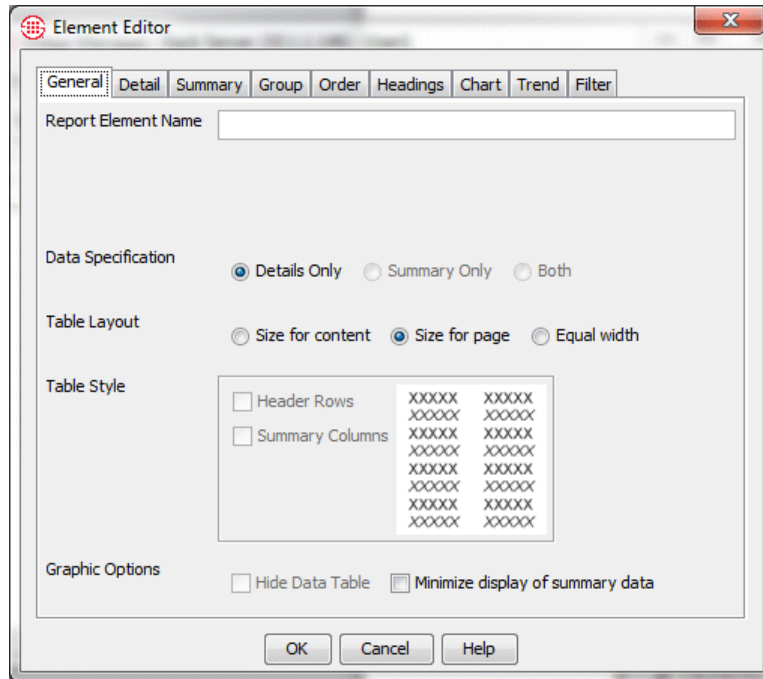 Element Editor
General Detail Summary Group Order Headings Chart Trend Filter
Report Element Name
Data Specification
Details Only Summary Only Both
Table Layout
Size for content Size for page Equal width
Table Style
Header Rows
Summary Columns
XXXXX XXXXX
XXXXX XXXXX
XXXXX XXXXX
XXXXX XXXXX
XXXXX XXXXX
XXXXX XXXXX
XXXXX XXXXX
XXXXX XXXXX
Graphic Options
Hide Data Table Minimize display of summary data
OK Cancel Help